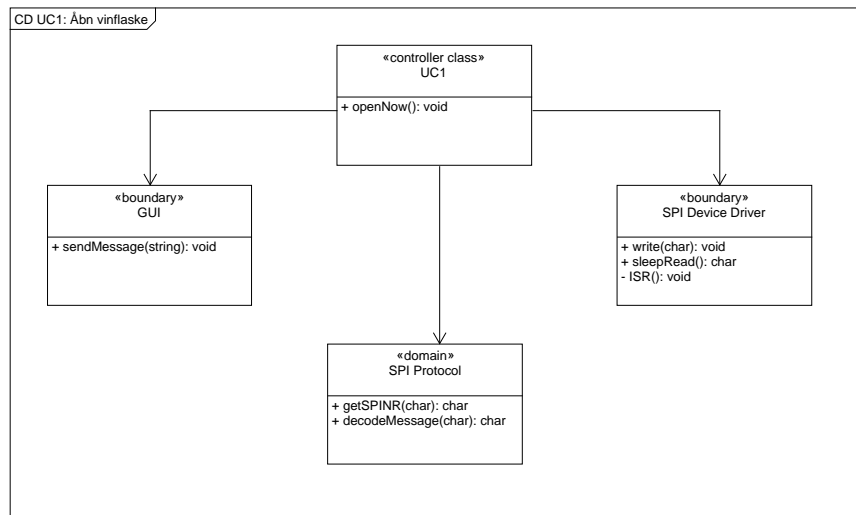 CD UC1: Åbn vinflaske
«controller class»
UC1
+ openNow(): void
«boundary»
GUI
+ sendMessage(string): void
«boundary»
SPI Device Driver
+ write(char): void
+ sleepRead(): char
- ISR(): void
«domain»
SPI Protocol
+ getSPINR(char): char
+ decodeMessage(char): char